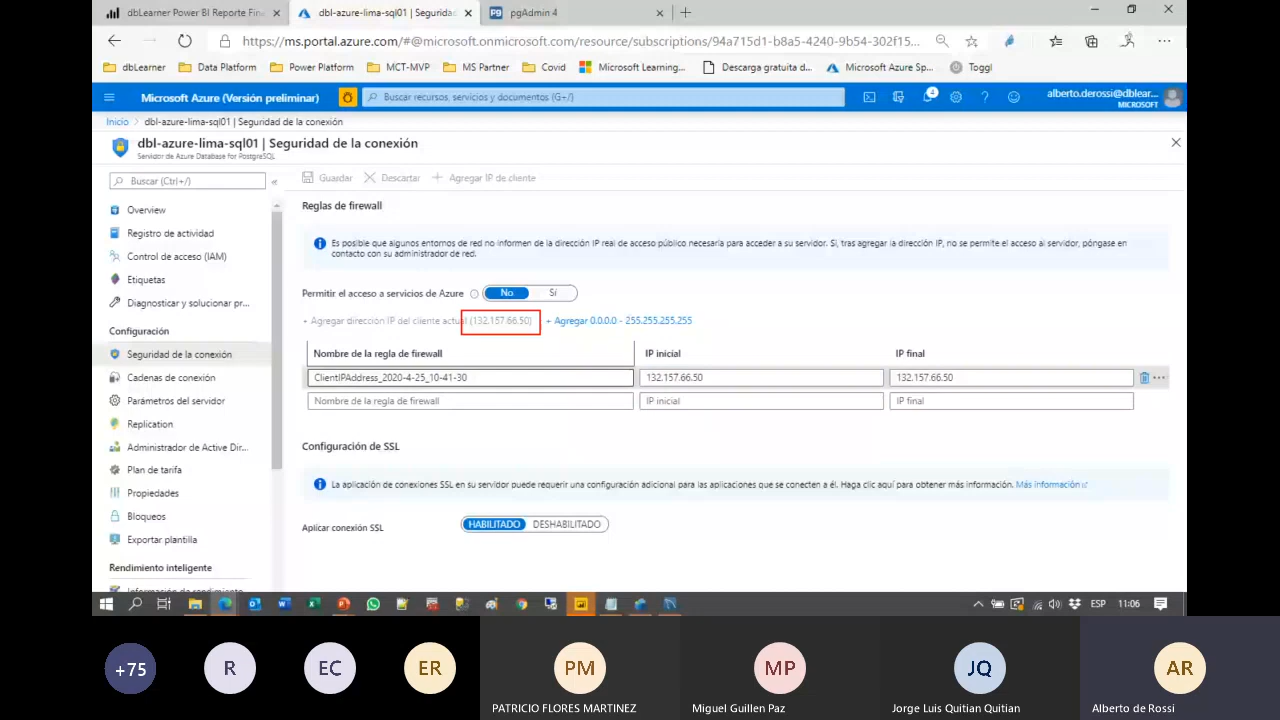 dbLearner Power BI Reporte Fina
dbl-azure-lima-sql01 | Seguridad
pgAdmin 4
https://ms.portal.azure.com/#@microsoft.onmicrosoft.com/resource/subscriptions/94a715d1-b8a5-4240-9b54-302f15...
dbLearner
Data Platform
Power Platform
MCT-MVP
MS Partner
Covid
Microsoft Learning...
Descarga gratuita d...
Microsoft Azure Sp...
Toggl
Microsoft Azure (Versión preliminar)
Buscar recursos, servicios y documentos (G+/)
alberto.derossi@dblear...
MICROSOFT
Inicio > dbl-azure-lima-sql01 | Seguridad de la conexión
dbl-azure-lima-sql01 | Seguridad de la conexión
Servidor de Azure Database for PostgreSQL
Buscar (Ctrl+/)
Guardar
Descartar
Agregar IP de cliente
Overview
Registro de actividad
Control de acceso (IAM)
Etiquetas
Diagnosticar y solucionar pr...
Configuración
Seguridad de la conexión
Cadenas de conexión
Parámetros del servidor
Replication
Administrador de Active Dir...
Plan de tarifa
Propiedades
Bloqueos
Exportar plantilla
Rendimiento inteligente
Información de rendimiento
Reglas de firewall
Es posible que algunos entornos de red no informen de la dirección IP real de acceso público necesaria para acceder a su servidor. Si, tras agregar la dirección IP, no se permite el acceso al servidor, póngase en
contacto con su administrador de red.
Permitir el acceso a servicios de Azure
No
Sí
+ Agregar dirección IP del cliente actual (132.157.66.50)
+ Agregar 0.0.0.0 - 255.255.255.255
Nombre de la regla de firewall
IP inicial
IP final
ClientIPAddress_2020-4-25_10-41-30
132.157.66.50
132.157.66.50
Nombre de la regla de firewall
IP inicial
IP final
Configuración de SSL
La aplicación de conexiones SSL en su servidor puede requerir una configuración adicional para las aplicaciones que se conecten a él. Haga clic aquí para obtener más información. Más información
Aplicar conexión SSL
HABILITADO
DESHABILITADO
ESP
11:06
+75
R
EC
ER
PM
MP
JQ
AR
PATRICIO FLORES MARTINEZ
Miguel Guillen Paz
Jorge Luis Quitian Quitian
Alberto de Rossi